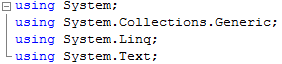 using System;
using System.Collections.Generic;
using System.Linq;
using System.Text;